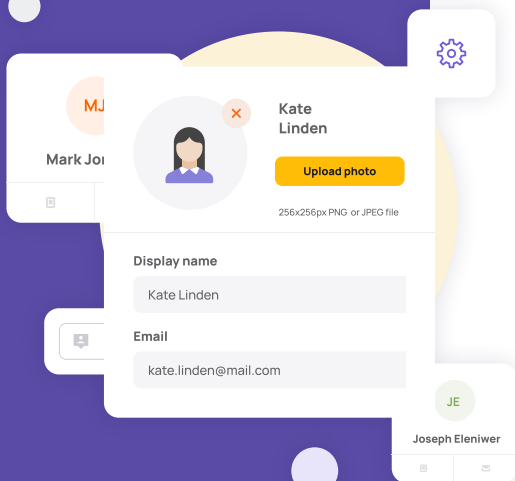 MJ
Mark Jor
Kate
Linden
Upload photo
256x256px PNG or JPEG file
Display name
Kate Linden
Email
kate.linden@mail.com
JE
Joseph Eleniwer